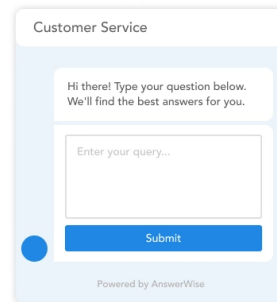 Customer Service
Hi there! Type your question below.
We'll find the best answers for you.
Enter your query...
Submit
Powered by AnswerWise